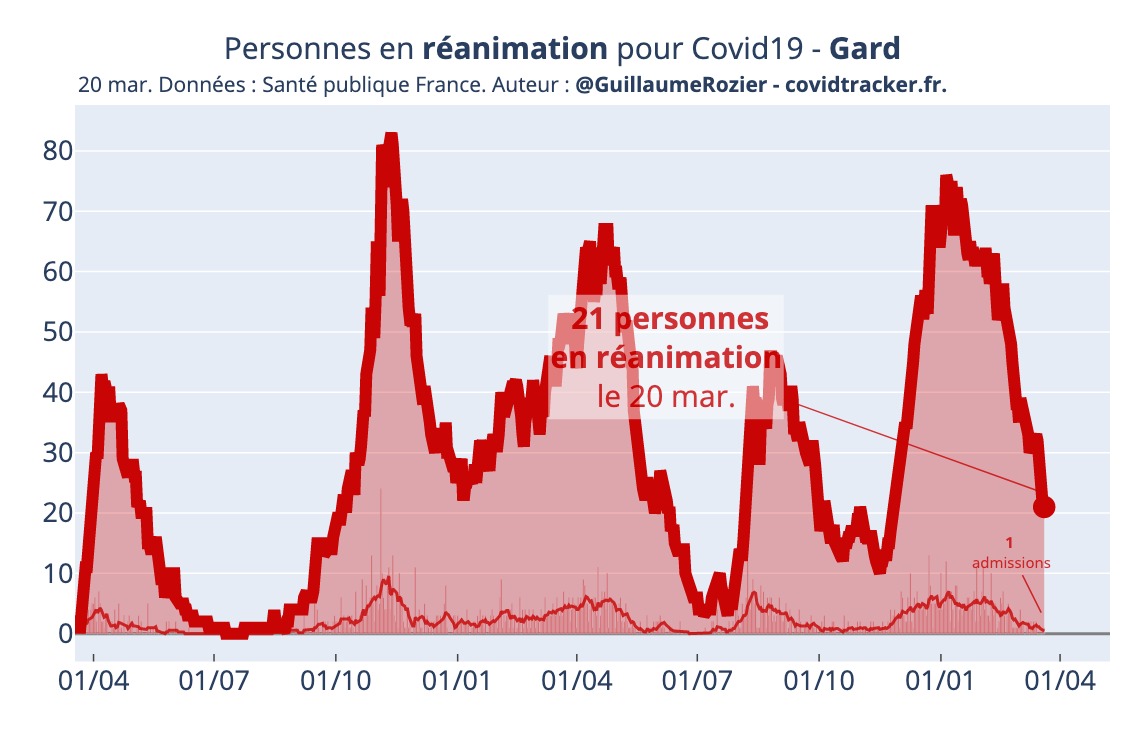 Personnes en réanimation pour Covid19 - Gard
20 mar. Données : Santé publique France. Auteur : @GuillaumeRozier - covidtracker.fr.
80
70
60
50
40
30
20
10
0
21 personnes
en réanimation
le 20 mar.
1
admissions
01/04 01/07 01/10 01/01 01/04 01/07 01/10 01/01 01/04